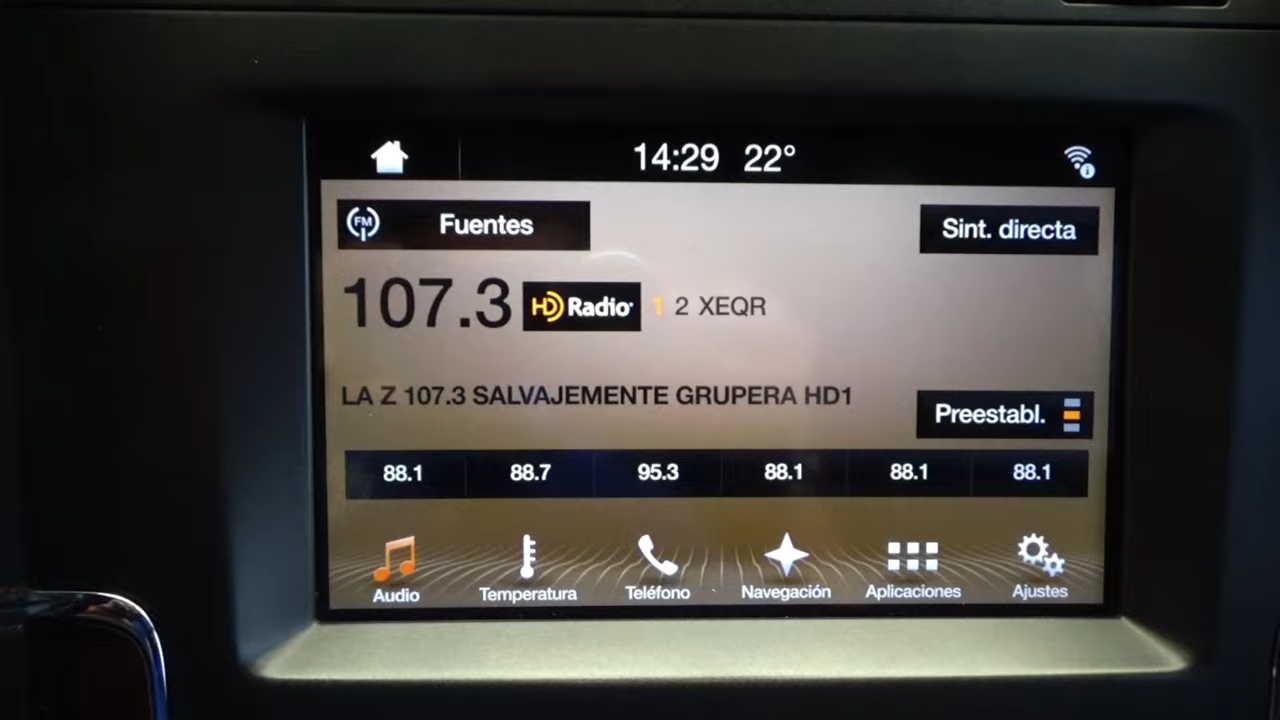 14:29 22°
FM Fuentes Sint. directa
107.3 HD Radio 1 2 XEQR
LA Z 107.3 SALVAJEMENTE GRUPERA HD1
Preestabl.
88.1 88.7 95.3 88.1 88.1 88.1
Audio Temperatura Teléfono Navegación Aplicaciones Ajustes